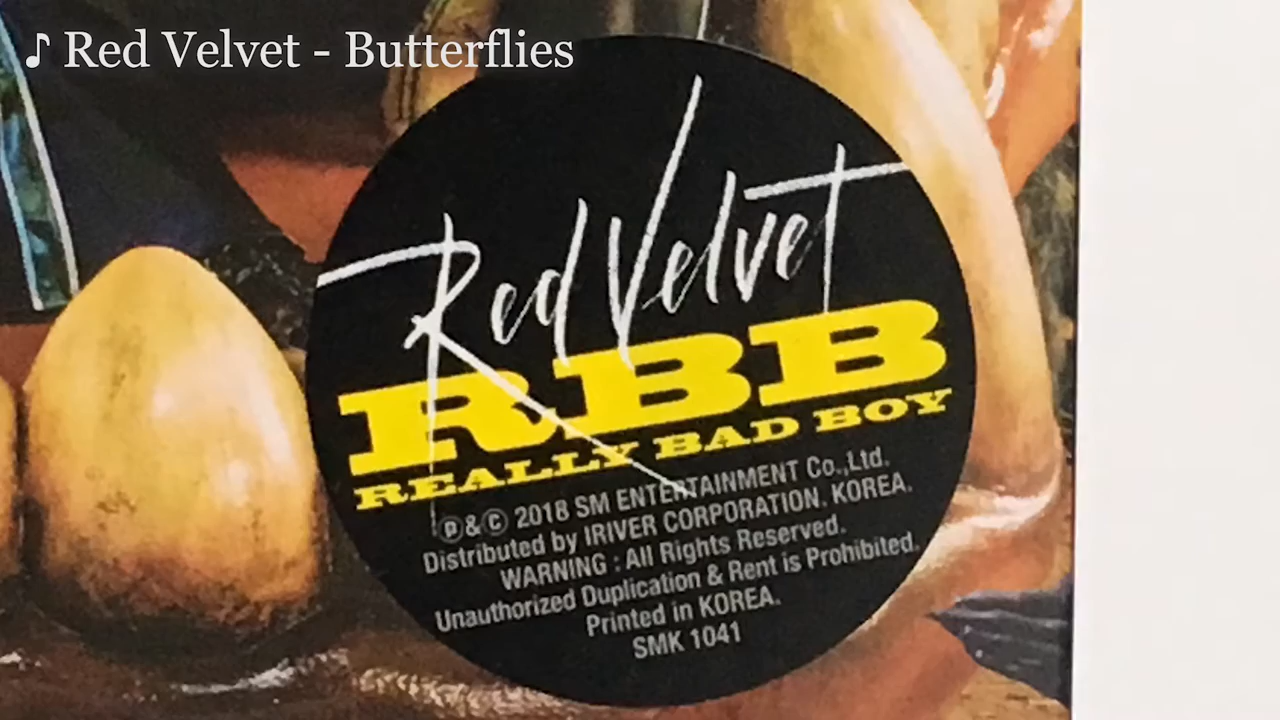 ♪ Red Velvet - Butterflies
Red Velvet
RBB
REALLY BAD BOY
℗&© 2018 SM ENTERTAINMENT Co.,Ltd.
Distributed by IRIVER CORPORATION. KOREA.
WARNING : All Rights Reserved.
Unauthorized Duplication & Rent is Prohibited.
Printed in KOREA.
SMK 1041